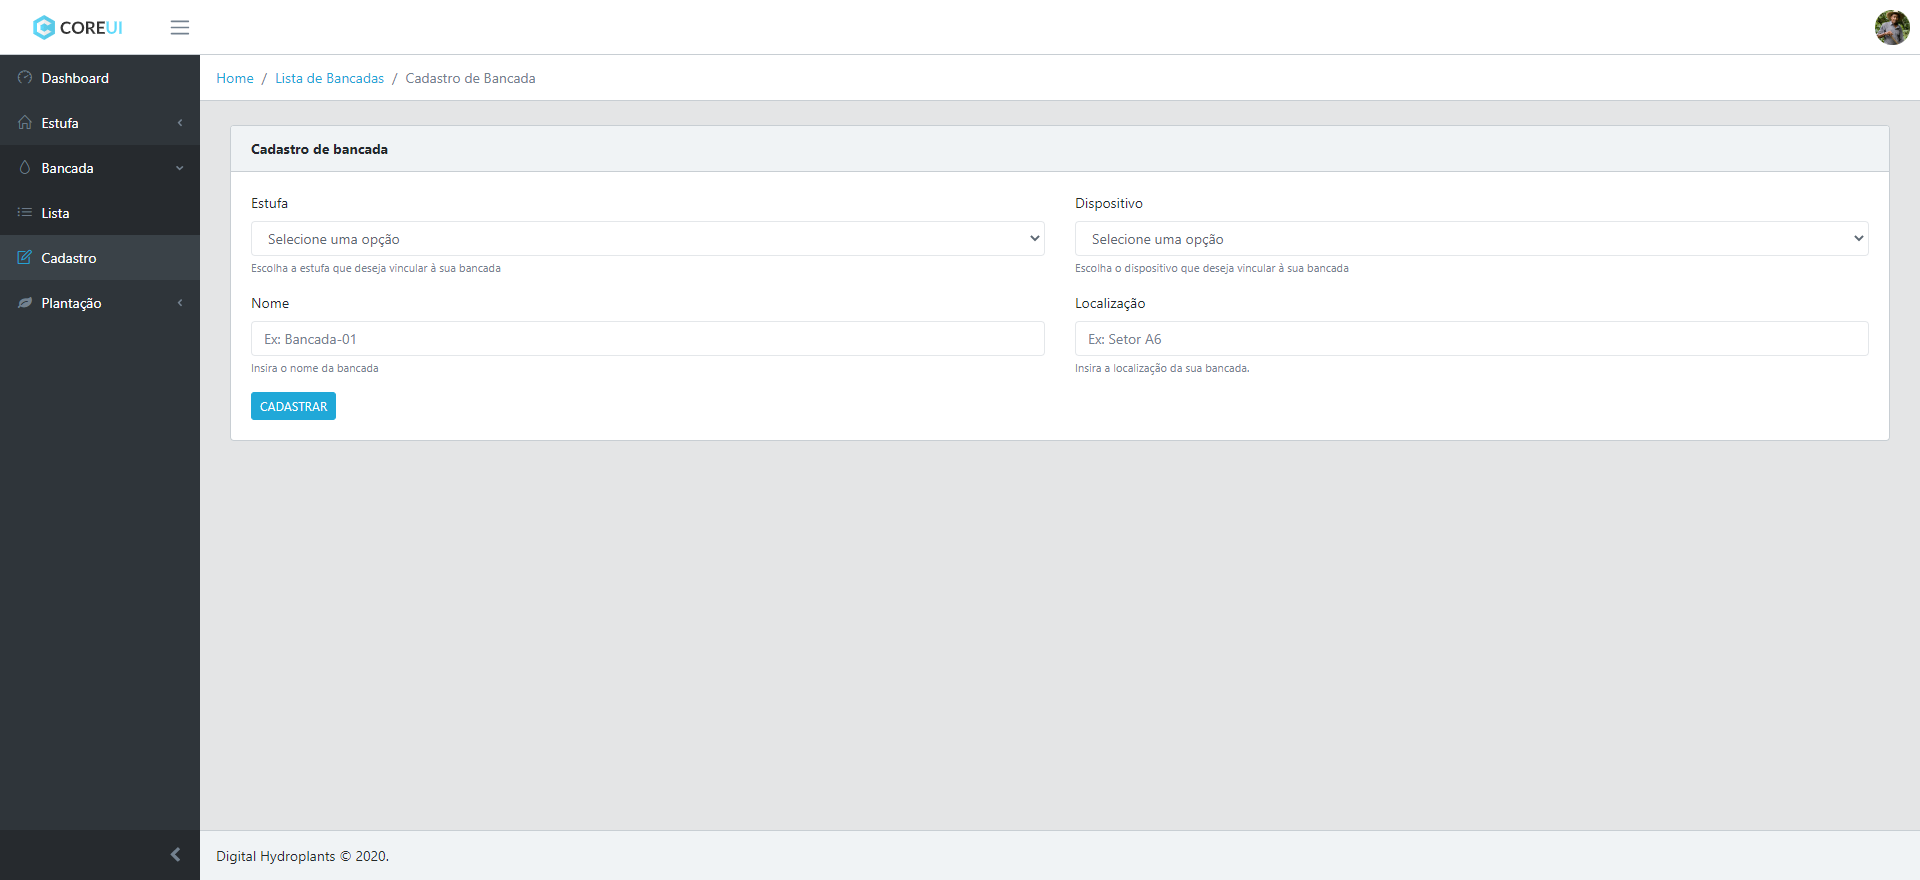 COREUI
Dashboard
Estufa
Bancada
Lista
Cadastro
Plantação
Home / Lista de Bancadas / Cadastro de Bancada
Cadastro de bancada
Estufa
Selecione uma opção
Escolha a estufa que deseja vincular à sua bancada
Dispositivo
Selecione uma opção
Escolha o dispositivo que deseja vincular à sua bancada
Nome
Ex: Bancada-01
Insira o nome da bancada
Localização
Ex: Setor A6
Insira a localização da sua bancada.
CADASTRAR
Digital Hydroplants © 2020.